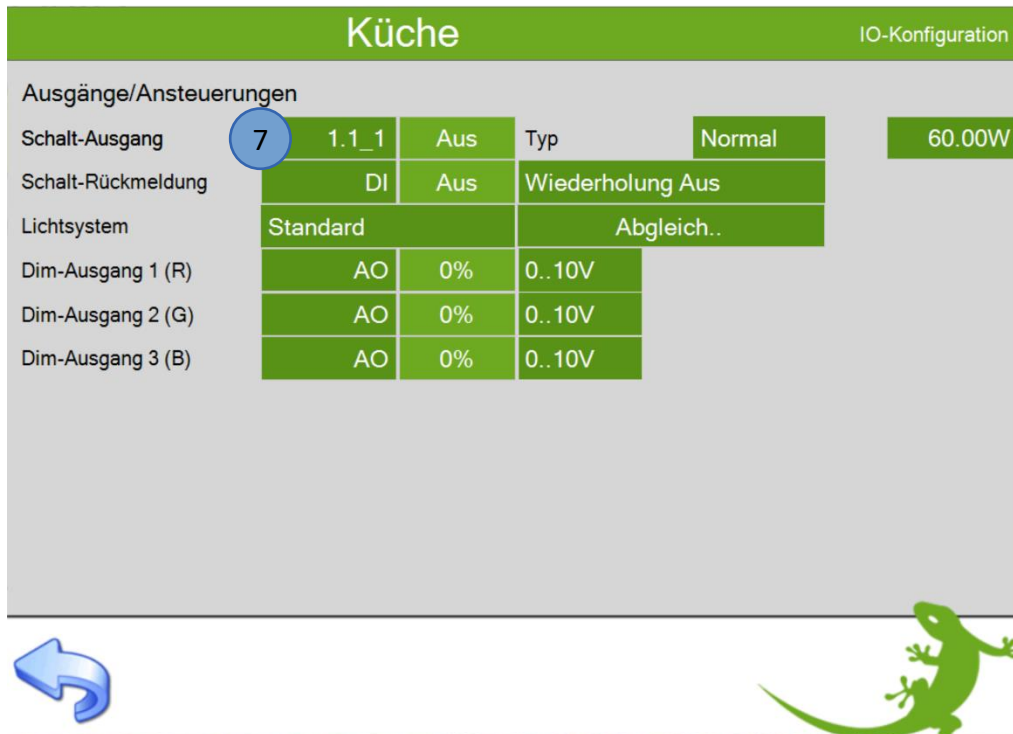 Küche IO-Konfiguration
Ausgänge/Ansteuerungen
Schalt-Ausgang 7 1.1_1 Aus Typ Normal 60.00W
Schalt-Rückmeldung DI Aus Wiederholung Aus
Lichtsystem Standard Abgleich..
Dim-Ausgang 1 (R) AO 0% 0..10V
Dim-Ausgang 2 (G) AO 0% 0..10V
Dim-Ausgang 3 (B) AO 0% 0..10V